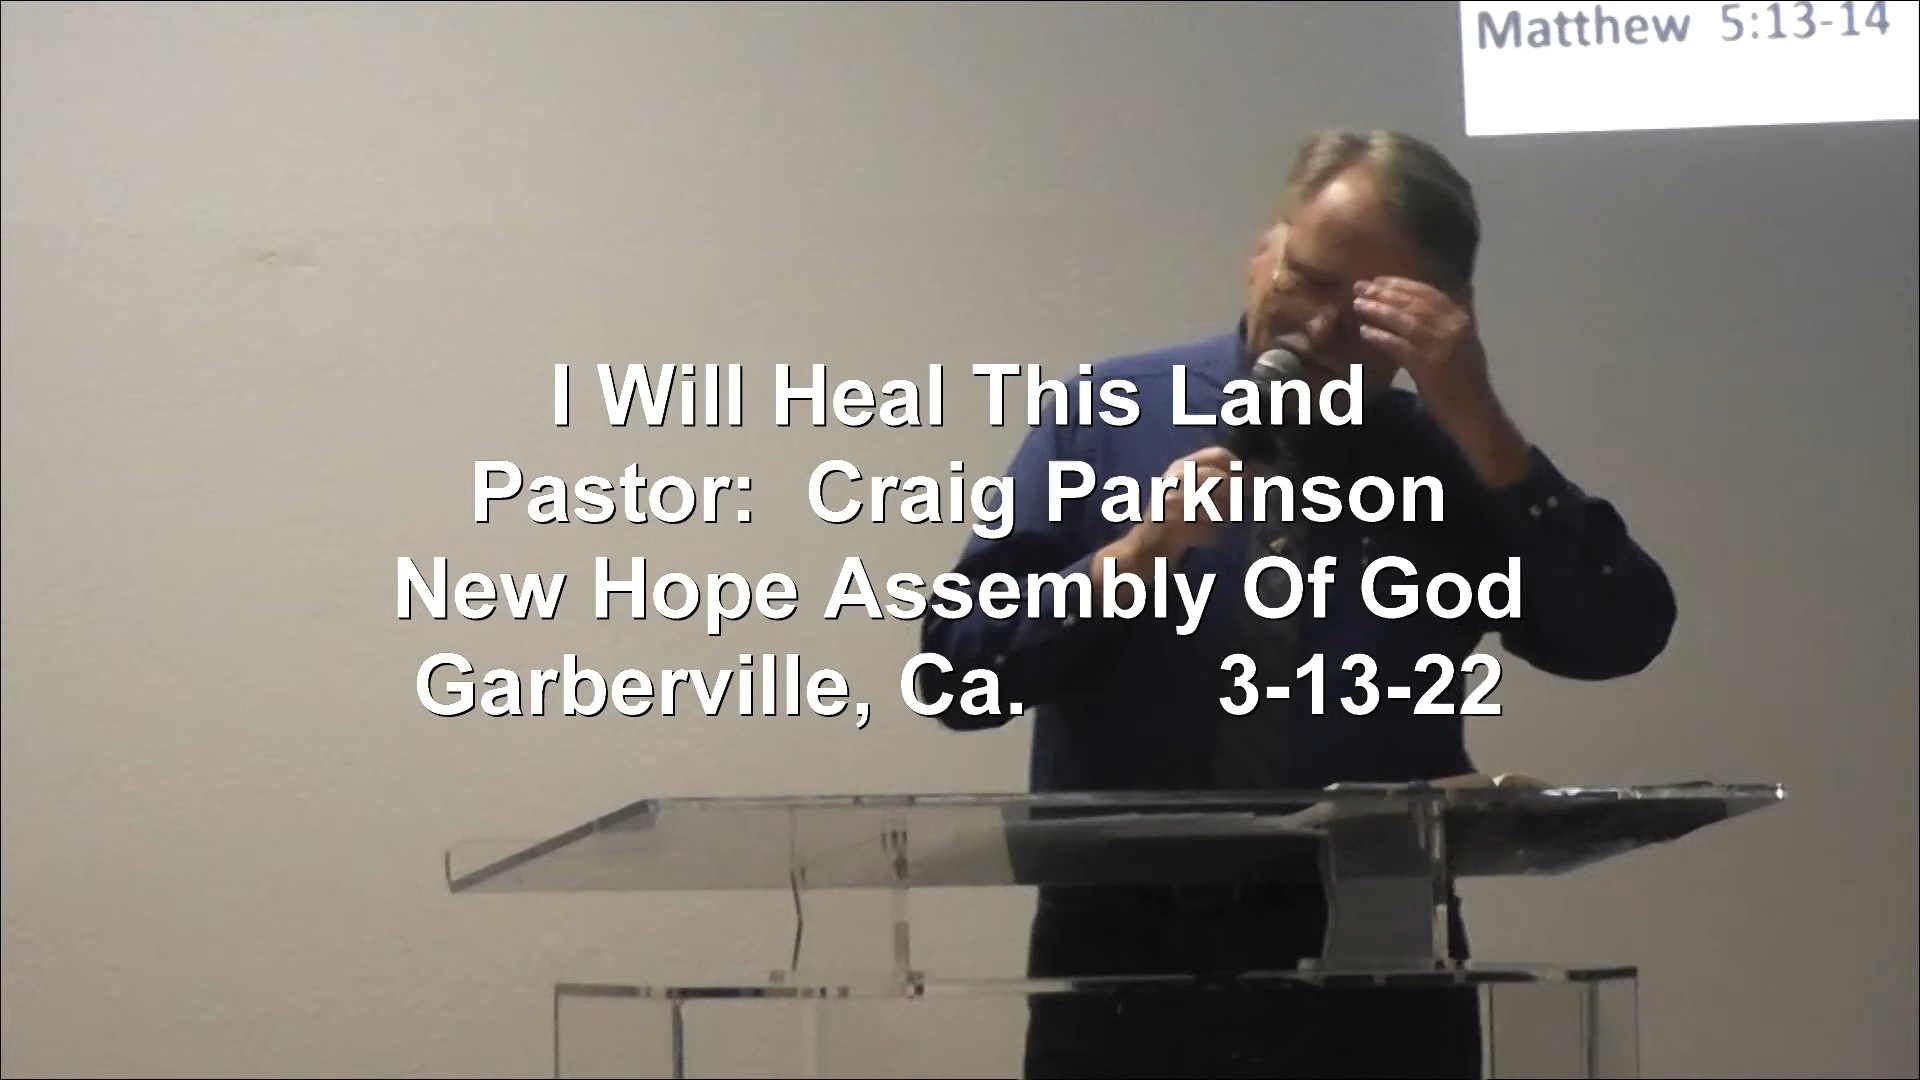 Matthew 5:13-14
I Will Heal This Land
Pastor: Craig Parkinson
New Hope Assembly Of God
Garberville, Ca. 3-13-22